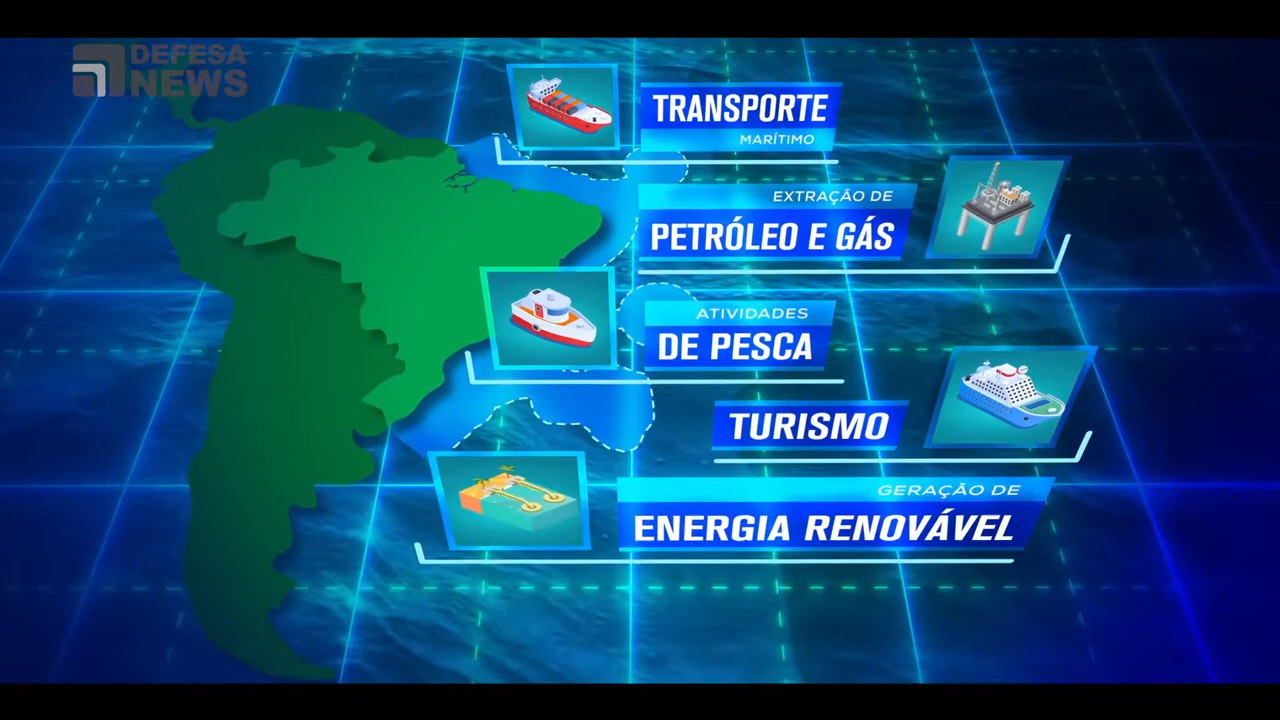 DEFESA
NEWS
TRANSPORTE
MARÍTIMO
EXTRAÇÃO DE
PETRÓLEO E GÁS
ATIVIDADES
DE PESCA
TURISMO
GERAÇÃO DE
ENERGIA RENOVÁVEL